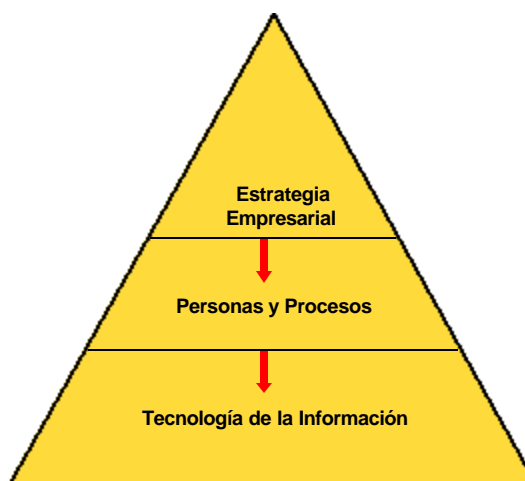 Estrategia
Empresarial
Personas y Procesos
Tecnología de la Información